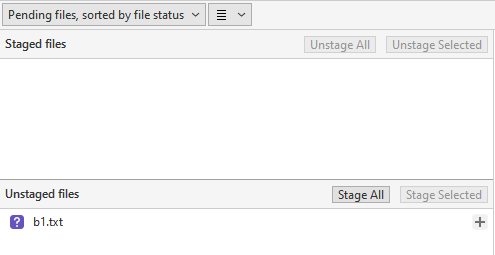 Pending files, sorted by file status
Staged files Unstage All Unstage Selected
Unstaged files Stage All Stage Selected
? b1.txt +